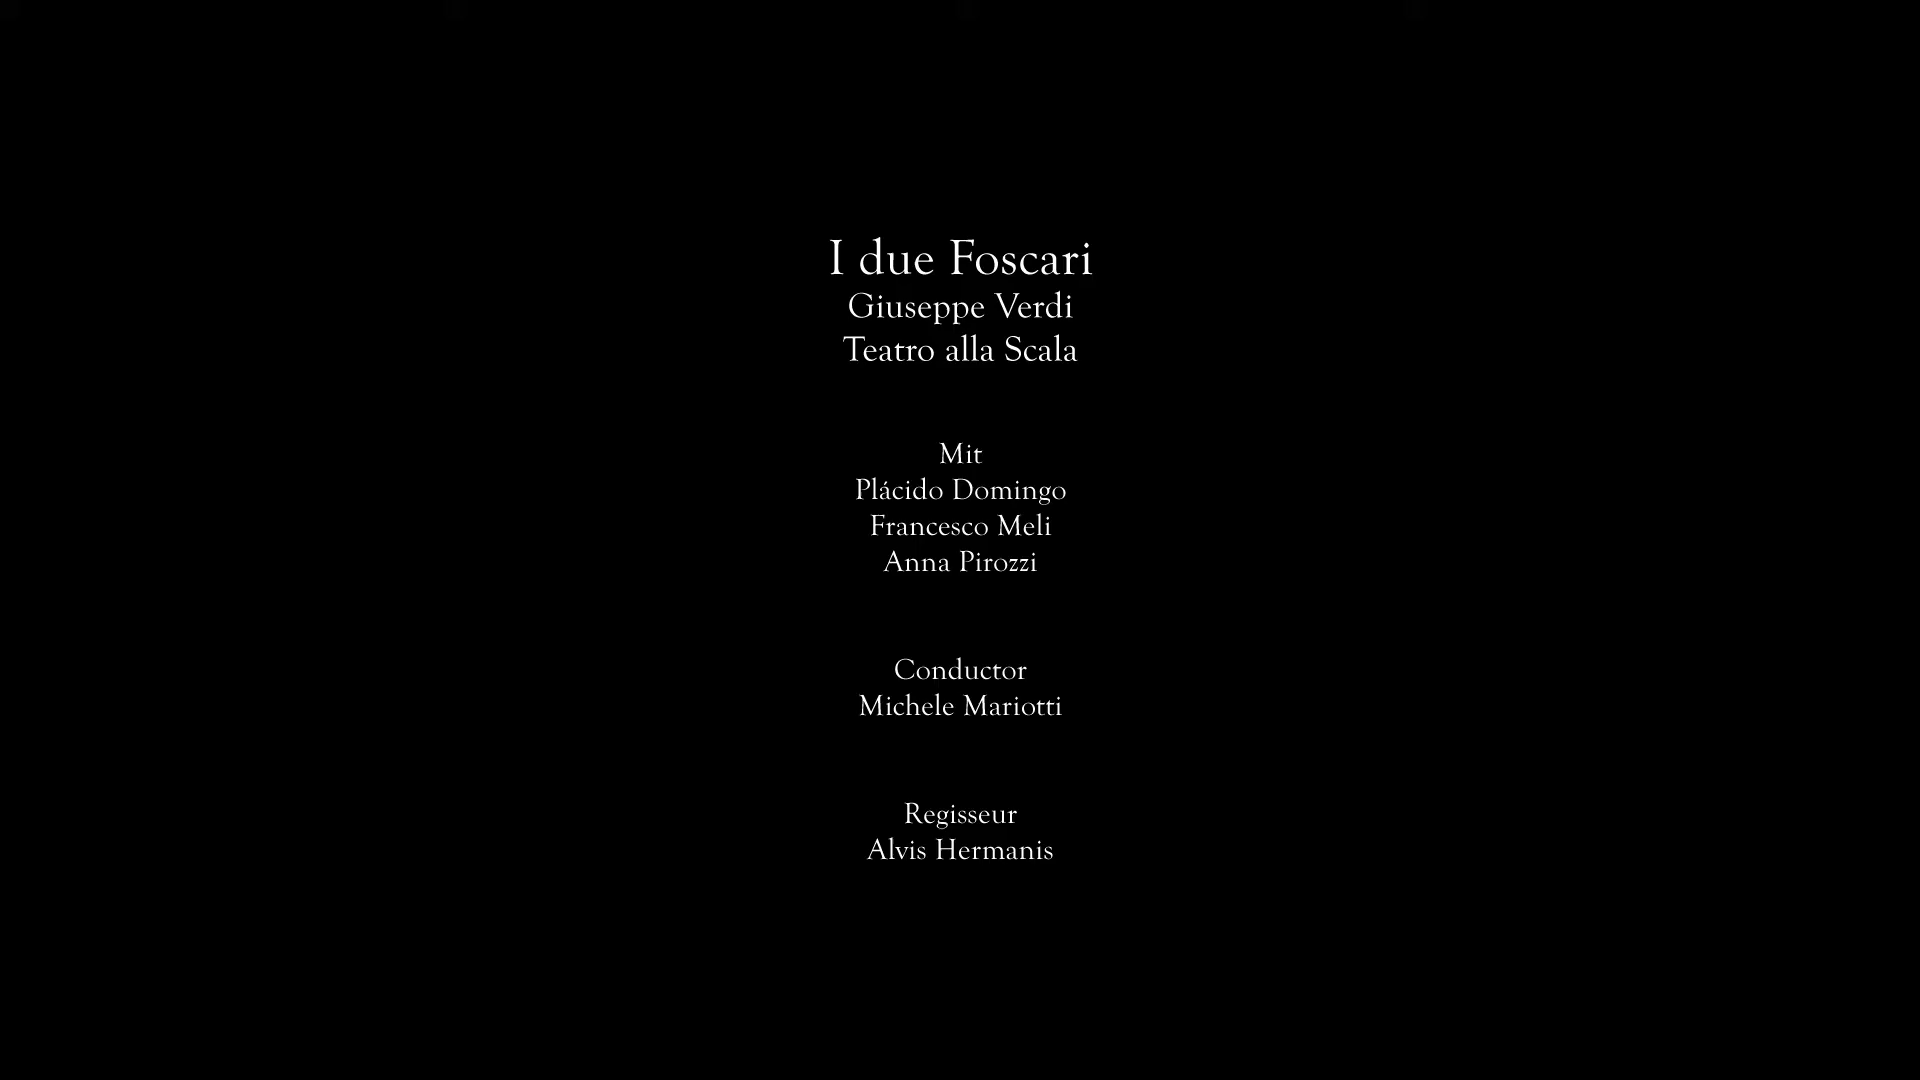 I due Foscari
Giuseppe Verdi
Teatro alla Scala
Mit
Plácido Domingo
Francesco Meli
Anna Pirozzi
Conductor
Michele Mariotti
Regisseur
Alvis Hermanis